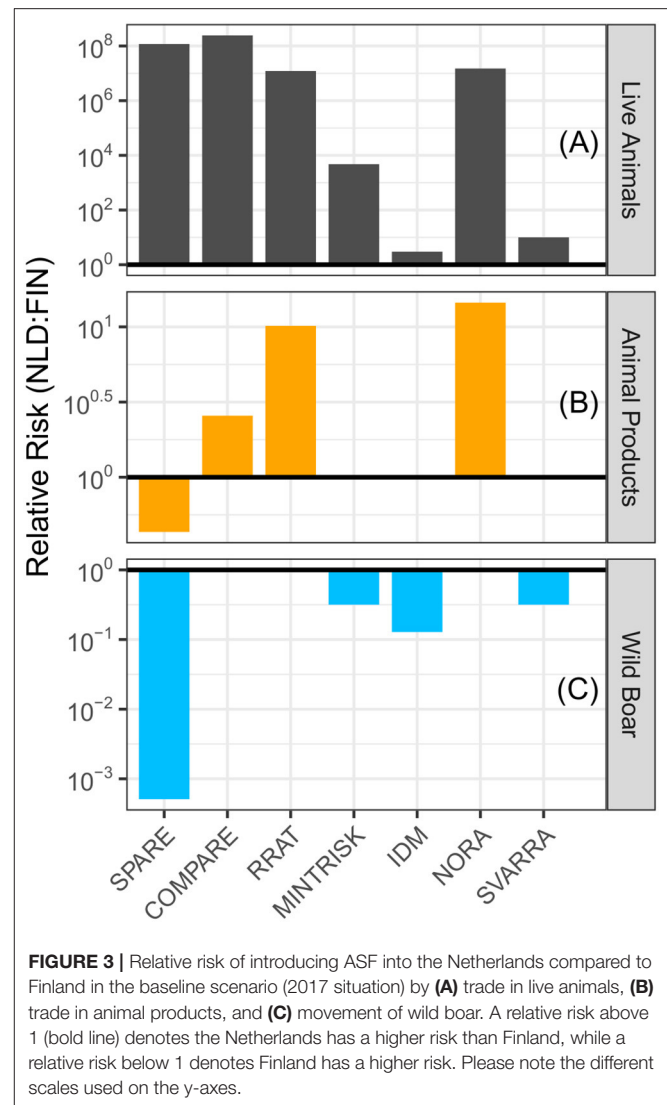 Relative Risk (NLD:FIN)
10^8
10^6
10^4
10^2
10^0
(A)
Live Animals
10^1
10^0.5
10^0
(B)
Animal Products
10^0
10^-1
10^-2
10^-3
(C)
Wild Boar
SPARE
COMPARE
RRAT
MINTRISK
IDM
NORA
SVARRA
FIGURE 3 | Relative risk of introducing ASF into the Netherlands compared to
Finland in the baseline scenario (2017 situation) by (A) trade in live animals, (B)
trade in animal products, and (C) movement of wild boar. A relative risk above
1 (bold line) denotes the Netherlands has a higher risk than Finland, while a
relative risk below 1 denotes Finland has a higher risk. Please note the different
scales used on the y-axes.